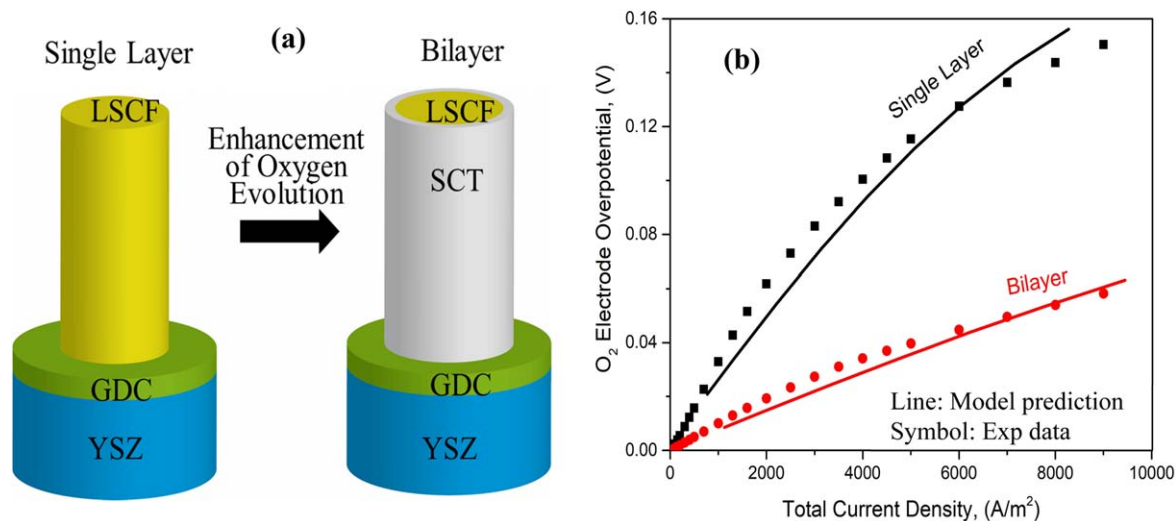 (a)
Single Layer
Bilayer
LSCF
LSCF
Enhancement
of Oxygen
Evolution
SCT
GDC
GDC
YSZ
YSZ
(b)
0.16
0.12
0.08
0.04
0.00
O2 Electrode Overpotential, (V)
Single Layer
Bilayer
Line: Model prediction
Symbol: Exp data
0 2000 4000 6000 8000 10000
Total Current Density, (A/m²)